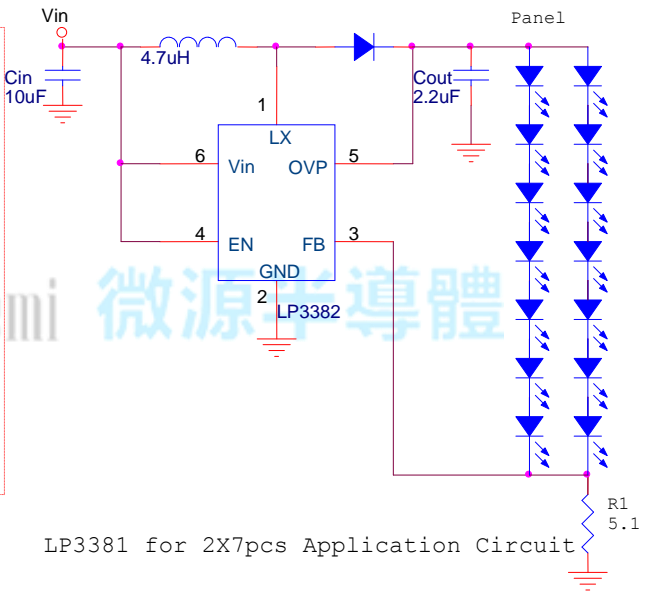 Vin
Panel
4.7uH
Cin
10uF
Cout
2.2uF
1
LX
6
Vin
OVP
5
4
EN
FB
3
GND
2
LP3382
mi 微源半導體
R1
5.1
LP3381 for 2X7pcs Application Circuit